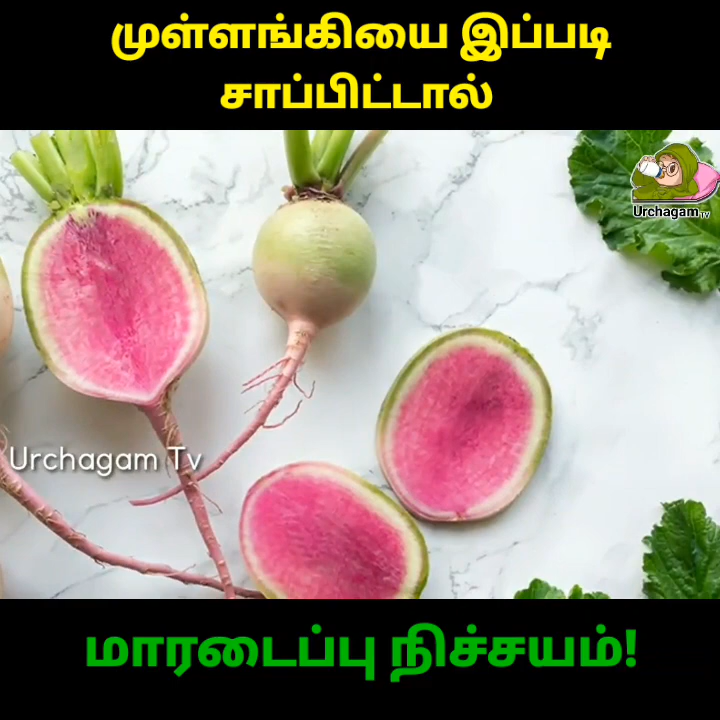 முள்ளங்கியை இப்படி
சாப்பிட்டால்
Urchagam TV
Urchagam Tv
மாரடைப்பு நிச்சயம்!